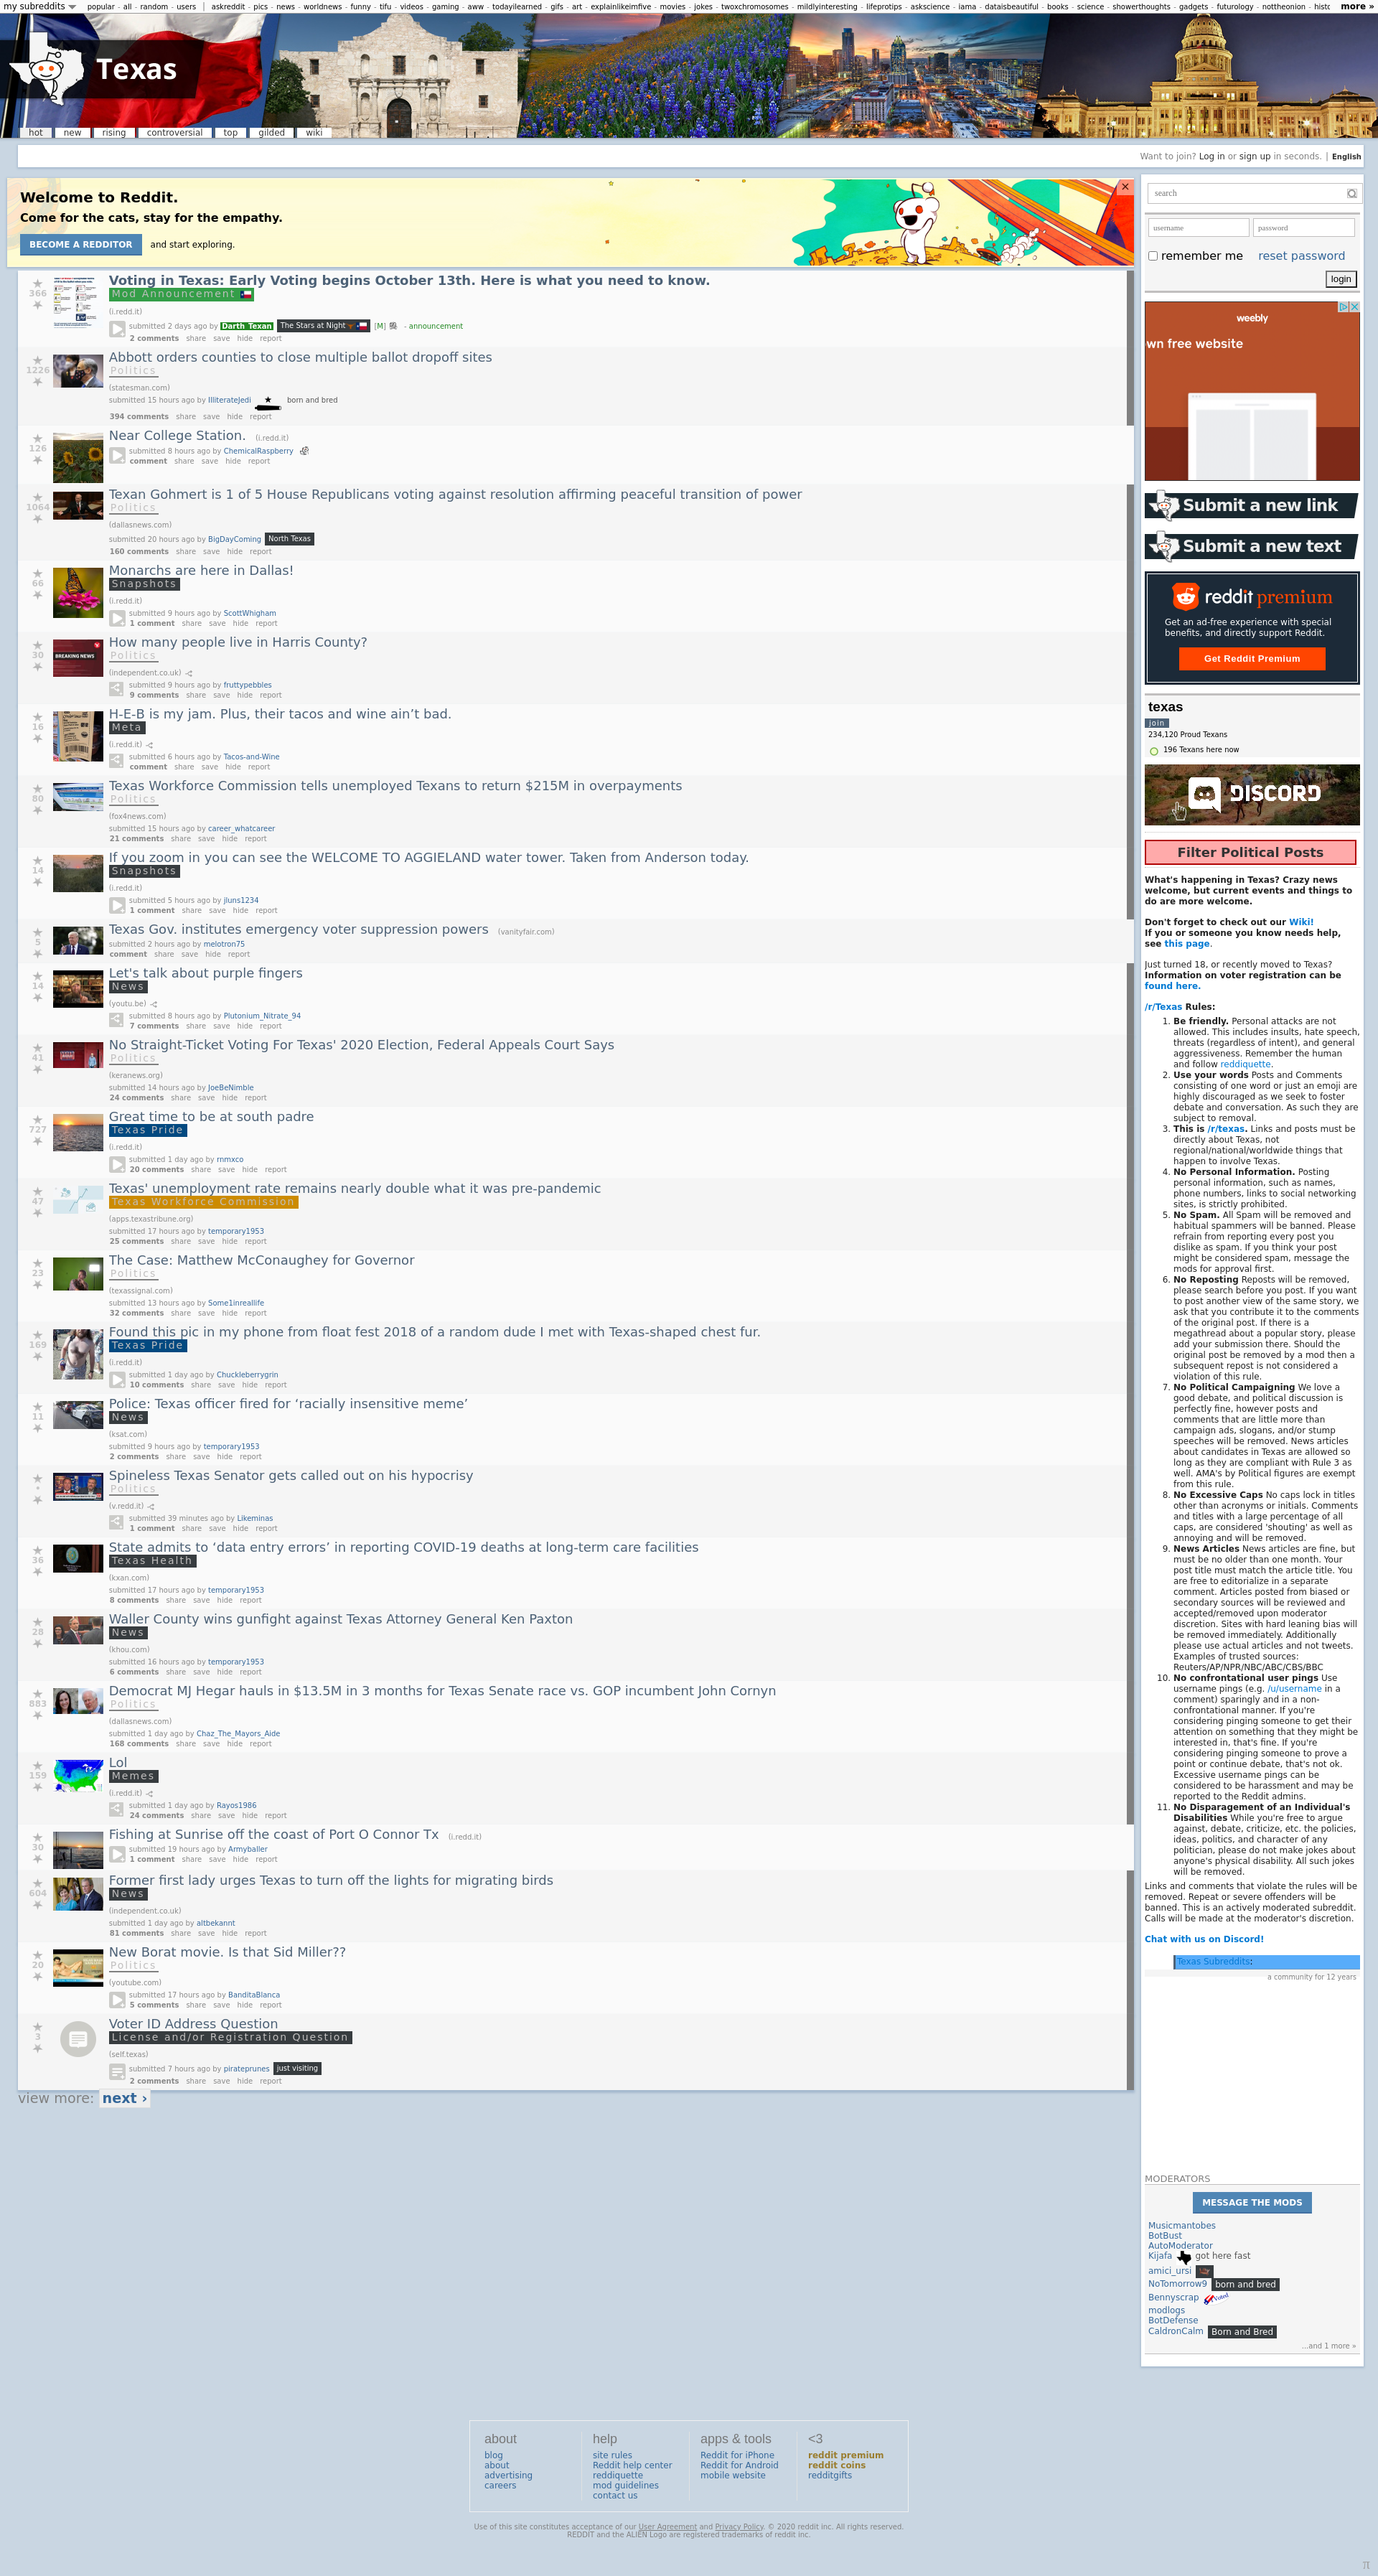 my subreddits popular - all - random - users | askreddit - pics - news - worldnews - funny - tifu - videos - gaming - aww - todayilearned - gifs - art - explainlikeimfive - movies - jokes - twoxchromosomes - mildlyinteresting - lifeprotips - askscience - iama - dataisbeautiful - books - science - showerthoughts - gadgets - futurology - nottheonion - more »
Texas
hot new rising controversial top gilded wiki
Want to join? Log in or sign up in seconds. | English
Welcome to Reddit.
Come for the cats, stay for the empathy.
BECOME A REDDITOR and start exploring.
366
Voting in Texas: Early Voting begins October 13th. Here is what you need to know.
Mod Announcement
(i.redd.it)
submitted 2 days ago by Darth Texan The Stars at Night [M] - announcement
2 comments share save hide report
1226
Abbott orders counties to close multiple ballot dropoff sites
Politics
(statesman.com)
submitted 15 hours ago by IlliterateJedi born and bred
394 comments share save hide report
126
Near College Station. (i.redd.it)
submitted 8 hours ago by ChemicalRaspberry
comment share save hide report
1064
Texan Gohmert is 1 of 5 House Republicans voting against resolution affirming peaceful transition of power
Politics
(dallasnews.com)
submitted 20 hours ago by BigDayComing North Texas
160 comments share save hide report
66
Monarchs are here in Dallas!
Snapshots
(i.redd.it)
submitted 9 hours ago by ScottWhigham
1 comment share save hide report
30
BREAKING NEWS
How many people live in Harris County?
Politics
(independent.co.uk)
submitted 9 hours ago by fruttypebbles
9 comments share save hide report
16
H-E-B is my jam. Plus, their tacos and wine ain’t bad.
Meta
(i.redd.it)
submitted 6 hours ago by Tacos-and-Wine
comment share save hide report
80
Texas Workforce Commission tells unemployed Texans to return $215M in overpayments
Politics
(fox4news.com)
submitted 15 hours ago by career_whatcareer
21 comments share save hide report
14
If you zoom in you can see the WELCOME TO AGGIELAND water tower. Taken from Anderson today.
Snapshots
(i.redd.it)
submitted 5 hours ago by jluns1234
1 comment share save hide report
5
Texas Gov. institutes emergency voter suppression powers (vanityfair.com)
submitted 2 hours ago by melotron75
comment share save hide report
14
Let's talk about purple fingers
News
(youtu.be)
submitted 8 hours ago by Plutonium_Nitrate_94
7 comments share save hide report
41
No Straight-Ticket Voting For Texas' 2020 Election, Federal Appeals Court Says
Politics
(keranews.org)
submitted 14 hours ago by JoeBeNimble
24 comments share save hide report
727
Great time to be at south padre
Texas Pride
(i.redd.it)
submitted 1 day ago by rnmxco
20 comments share save hide report
47
Texas' unemployment rate remains nearly double what it was pre-pandemic
Texas Workforce Commission
(apps.texastribune.org)
submitted 17 hours ago by temporary1953
25 comments share save hide report
23
The Case: Matthew McConaughey for Governor
Politics
(texassignal.com)
submitted 13 hours ago by Some1inreallife
32 comments share save hide report
169
Found this pic in my phone from float fest 2018 of a random dude I met with Texas-shaped chest fur.
Texas Pride
(i.redd.it)
submitted 1 day ago by Chuckleberrygrin
10 comments share save hide report
11
Police: Texas officer fired for ‘racially insensitive meme’
News
(ksat.com)
submitted 9 hours ago by temporary1953
2 comments share save hide report
•
Spineless Texas Senator gets called out on his hypocrisy
Politics
(v.redd.it)
submitted 39 minutes ago by Likeminas
1 comment share save hide report
36
State admits to ‘data entry errors’ in reporting COVID-19 deaths at long-term care facilities
Texas Health
(kxan.com)
submitted 17 hours ago by temporary1953
8 comments share save hide report
28
Waller County wins gunfight against Texas Attorney General Ken Paxton
News
(khou.com)
submitted 16 hours ago by temporary1953
6 comments share save hide report
883
Democrat MJ Hegar hauls in $13.5M in 3 months for Texas Senate race vs. GOP incumbent John Cornyn
Politics
(dallasnews.com)
submitted 1 day ago by Chaz_The_Mayors_Aide
168 comments share save hide report
159
Lol
Memes
(i.redd.it)
submitted 1 day ago by Rayos1986
24 comments share save hide report
30
Fishing at Sunrise off the coast of Port O Connor Tx (i.redd.it)
submitted 19 hours ago by Armyballer
1 comment share save hide report
604
Former first lady urges Texas to turn off the lights for migrating birds
News
(independent.co.uk)
submitted 1 day ago by altbekannt
81 comments share save hide report
20
New Borat movie. Is that Sid Miller??
Politics
(youtube.com)
submitted 17 hours ago by BanditaBlanca
5 comments share save hide report
3
Voter ID Address Question
License and/or Registration Question
(self.texas)
submitted 7 hours ago by pirateprunes just visiting
2 comments share save hide report
view more: next ›
search
username password
remember me reset password
login
weebly
wn free website
Submit a new link
Submit a new text
reddit premium
Get an ad-free experience with special
benefits, and directly support Reddit.
Get Reddit Premium
texas
join
234,120 Proud Texans
196 Texans here now
DISCORD
Filter Political Posts
What's happening in Texas? Crazy news
welcome, but current events and things to
do are more welcome.
Don't forget to check out our Wiki!
If you or someone you know needs help,
see this page.
Just turned 18, or recently moved to Texas?
Information on voter registration can be
found here.
/r/Texas Rules:
1. Be friendly. Personal attacks are not
allowed. This includes insults, hate speech,
threats (regardless of intent), and general
aggressiveness. Remember the human
and follow reddiquette.
2. Use your words Posts and Comments
consisting of one word or just an emoji are
highly discouraged as we seek to foster
debate and conversation. As such they are
subject to removal.
3. This is /r/texas. Links and posts must be
directly about Texas, not
regional/national/worldwide things that
happen to involve Texas.
4. No Personal Information. Posting
personal information, such as names,
phone numbers, links to social networking
sites, is strictly prohibited.
5. No Spam. All Spam will be removed and
habitual spammers will be banned. Please
refrain from reporting every post you
dislike as spam. If you think your post
might be considered spam, message the
mods for approval first.
6. No Reposting Reposts will be removed,
please search before you post. If you want
to post another view of the same story, we
ask that you contribute it to the comments
of the original post. If there is a
megathread about a popular story, please
add your submission there. Should the
original post be removed by a mod then a
subsequent repost is not considered a
violation of this rule.
7. No Political Campaigning We love a
good debate, and political discussion is
perfectly fine, however posts and
comments that are little more than
campaign ads, slogans, and/or stump
speeches will be removed. News articles
about candidates in Texas are allowed so
long as they are compliant with Rule 3 as
well. AMA's by Political figures are exempt
from this rule.
8. No Excessive Caps No caps lock in titles
other than acronyms or initials. Comments
and titles with a large percentage of all
caps, are considered 'shouting' as well as
annoying and will be removed.
9. News Articles News articles are fine, but
must be no older than one month. Your
post title must match the article title. You
are free to editorialize in a separate
comment. Articles posted from biased or
secondary sources will be reviewed and
accepted/removed upon moderator
discretion. Sites with hard leaning bias will
be removed immediately. Additionally
please use actual articles and not tweets.
Examples of trusted sources:
Reuters/AP/NPR/NBC/ABC/CBS/BBC
10. No confrontational user pings Use
username pings (e.g. /u/username in a
comment) sparingly and in a non-
confrontational manner. If you're
considering pinging someone to get their
attention on something that they might be
interested in, that's fine. If you're
considering pinging someone to prove a
point or continue debate, that's not ok.
Excessive username pings can be
considered to be harassment and may be
reported to the Reddit admins.
11. No Disparagement of an Individual's
Disabilities While you're free to argue
against, debate, criticize, etc. the policies,
ideas, politics, and character of any
politician, please do not make jokes about
anyone's physical disability. All such jokes
will be removed.
Links and comments that violate the rules will be
removed. Repeat or severe offenders will be
banned. This is an actively moderated subreddit.
Calls will be made at the moderator's discretion.
Chat with us on Discord!
Texas Subreddits:
a community for 12 years
MODERATORS
MESSAGE THE MODS
Musicmantobes
BotBust
AutoModerator
Kijafa got here fast
amici_ursi
NoTomorrow9 born and bred
Bennyscrap Voted
modlogs
BotDefense
CaldronCalm Born and Bred
...and 1 more »
about
blog
about
advertising
careers
help
site rules
Reddit help center
reddiquette
mod guidelines
contact us
apps & tools
Reddit for iPhone
Reddit for Android
mobile website
<3
reddit premium
reddit coins
redditgifts
Use of this site constitutes acceptance of our User Agreement and Privacy Policy. © 2020 reddit inc. All rights reserved.
REDDIT and the ALIEN Logo are registered trademarks of reddit inc.
π